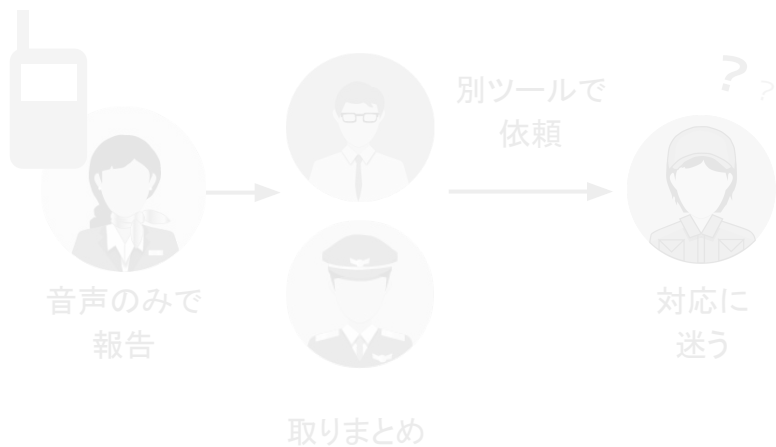 音声のみで
報告
取りまとめ
別ツールで
依頼
? ?
対応に
迷う